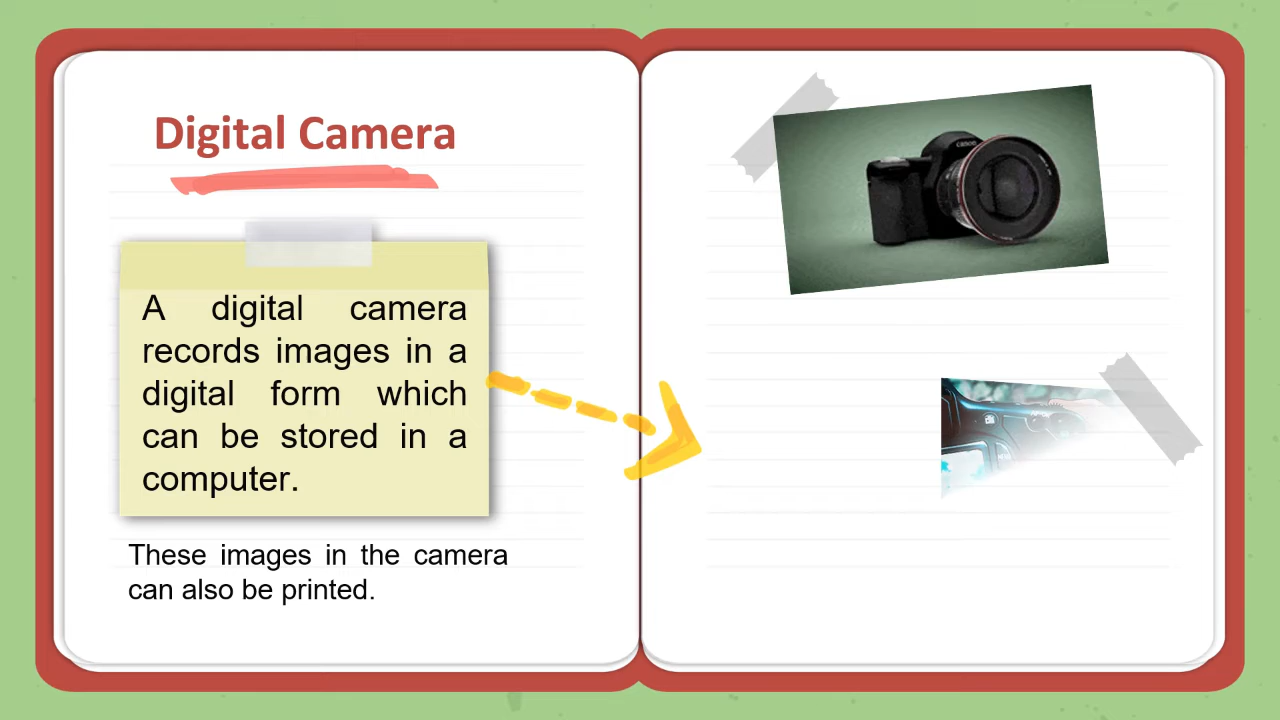 Digital Camera
A digital camera
records images in a
digital form which
can be stored in a
computer.
These images in the camera
can also be printed.
canon